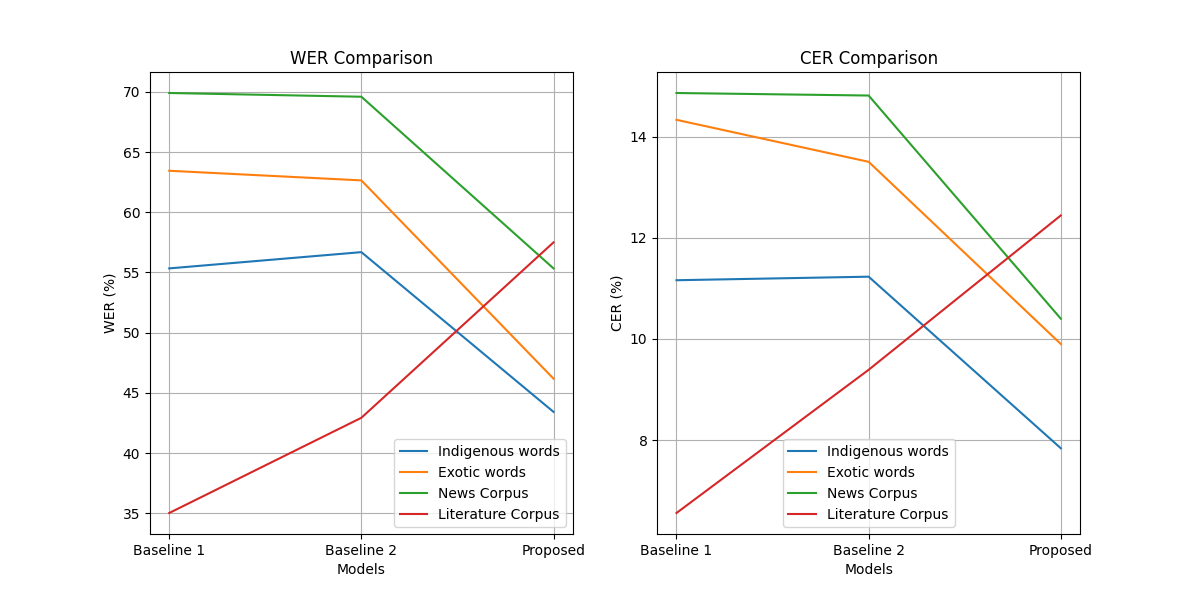 WER Comparison
WER (%)
70
65
60
55
50
45
40
35
Indigenous words
Exotic words
News Corpus
Literature Corpus
Baseline 1
Baseline 2
Proposed
Models
CER Comparison
CER (%)
14
12
10
8
Indigenous words
Exotic words
News Corpus
Literature Corpus
Baseline 1
Baseline 2
Proposed
Models